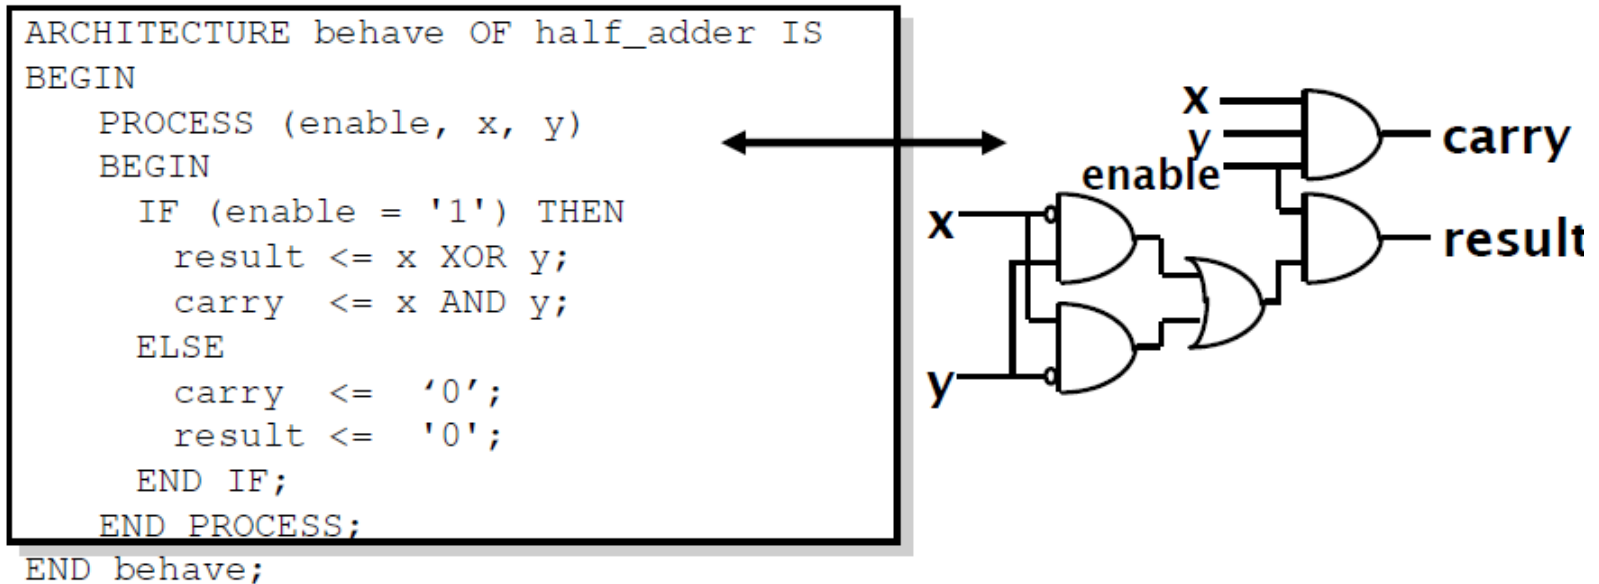 ARCHITECTURE behave OF half_adder IS
BEGIN
PROCESS (enable, x, y)
BEGIN
IF (enable = '1') THEN
result <= x XOR y;
carry <= x AND y;
ELSE
carry <= ‘0’;
result <= '0';
END IF;
END PROCESS;
END behave;
x
y
enable
carry
x
result
y